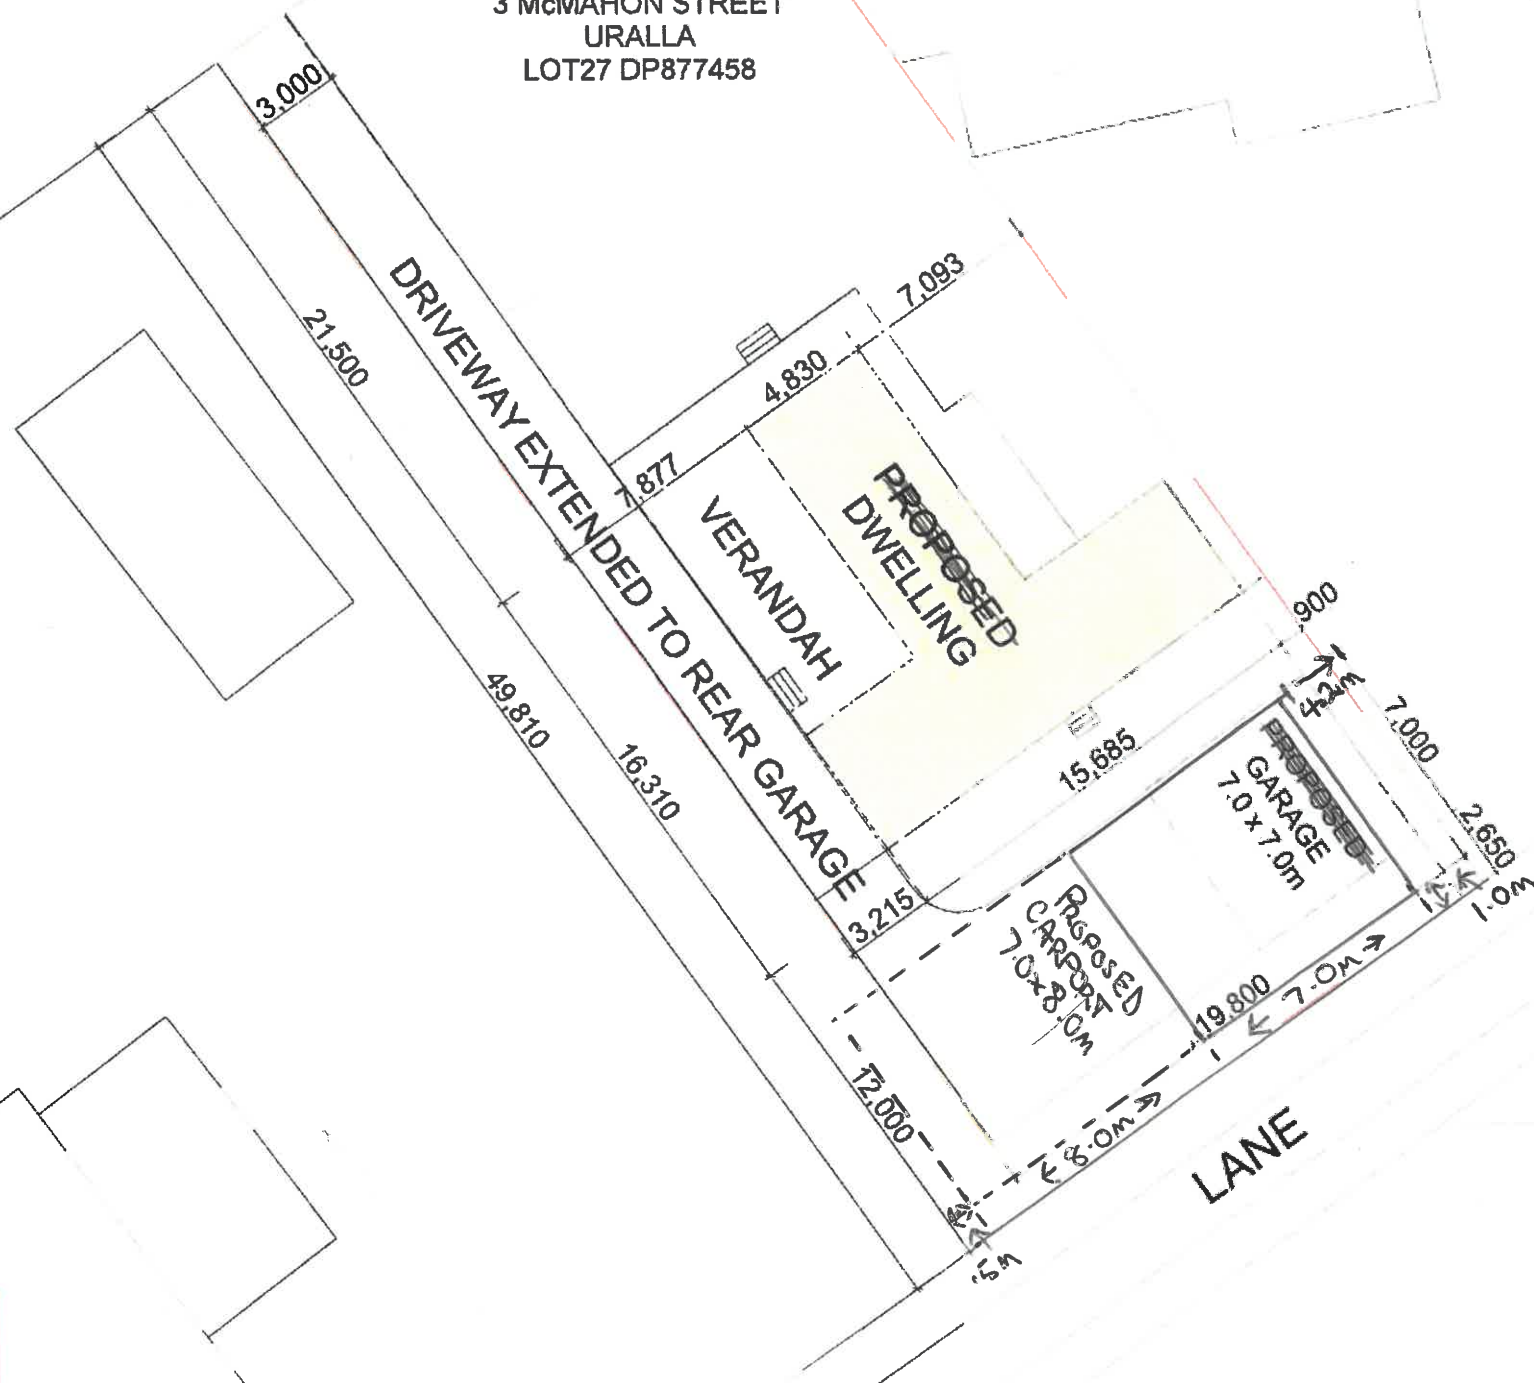 3 McMAHON STREET
URALLA
LOT27 DP877458
3,000
21,500
DRIVEWAY EXTENDED TO REAR GARAGE
7,093
4,830
877
VERANDAH
PROPOSED
DWELLING
49,810
16,310
15,685
,900
7,000
2,650
1.0m
PROPOSED
GARAGE
7.0 x 7.0m
3,215
PROPOSED
CARPORT
7.0x8.0m
19,800
7.0m
8.0m
12,000
.5m
LANE